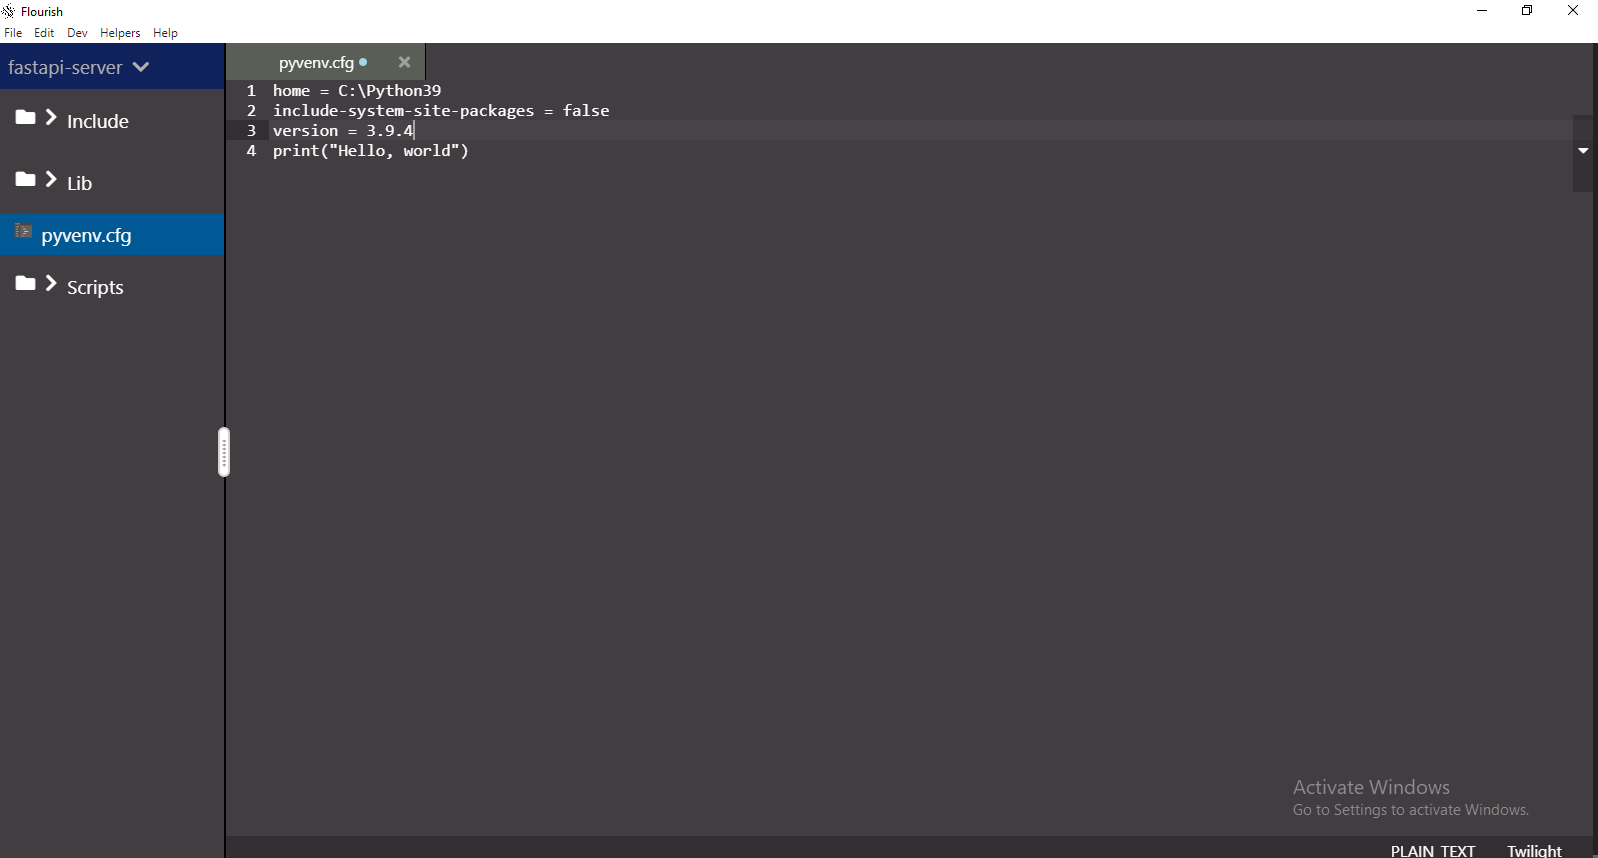 Flourish
File Edit Dev Helpers Help
fastapi-server
pyvenv.cfg
Include
Lib
pyvenv.cfg
Scripts
1 home = C:\Python39
2 include-system-site-packages = false
3 version = 3.9.4
4 print("Hello, world")
Activate Windows
Go to Settings to activate Windows.
PLAIN TEXT Twilight